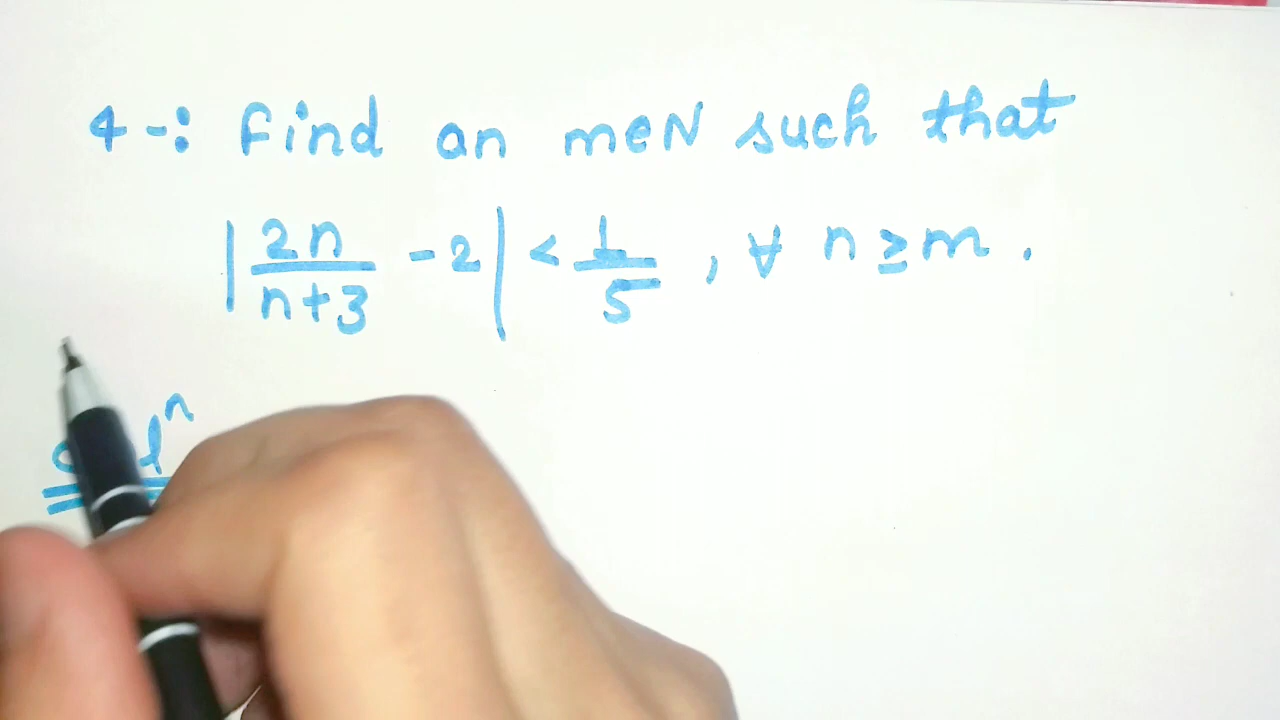 4-: Find an m∈N such that
|2n/n+3 - 2| < 1/5 , ∀ n ≥ m .